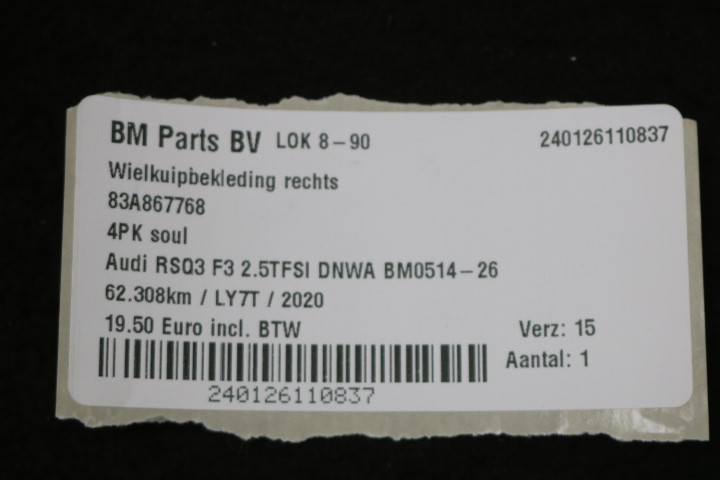 BM Parts BV LOK 8-90 240126110837
Wielkuipbekleding rechts
83A867768
4PK soul
Audi RSQ3 F3 2.5TFSI DNWA BM0514-26
62.308km / LY7T / 2020
19.50 Euro incl. BTW Verz: 15
Aantal: 1
240126110837